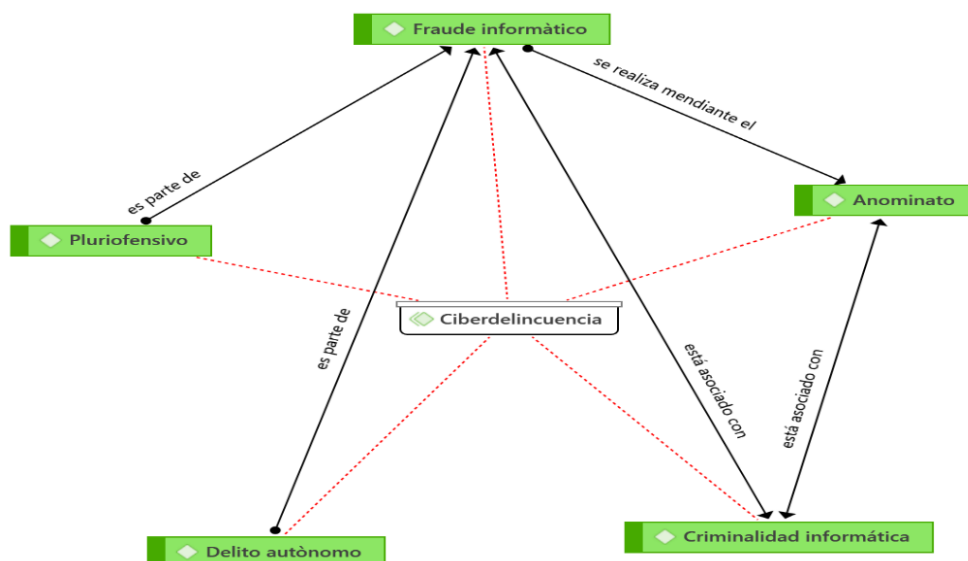 Fraude informàtico
se realiza mendiante el
es parte de
Anominato
Pluriofensivo
Ciberdelincuencia
es parte de
está asociado con
está asociado con
Criminalidad informática
Delito autònomo